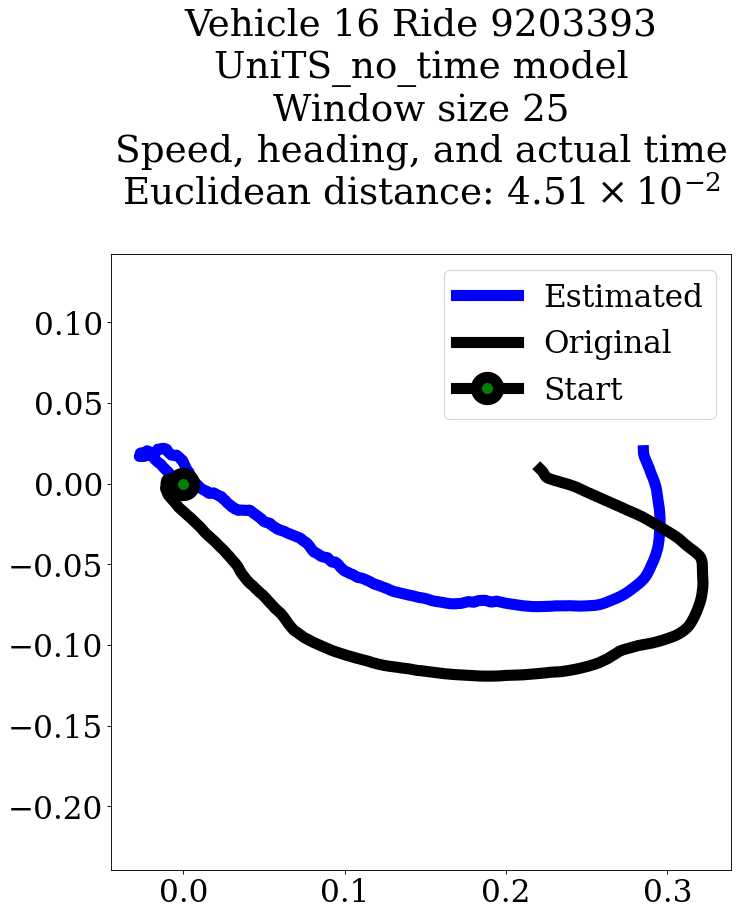 Vehicle 16 Ride 9203393
UniTS_no_time model
Window size 25
Speed, heading, and actual time
Euclidean distance: 4.51 × 10⁻²
Estimated
Original
Start
0.10
0.05
0.00
−0.05
−0.10
−0.15
−0.20
0.0 0.1 0.2 0.3